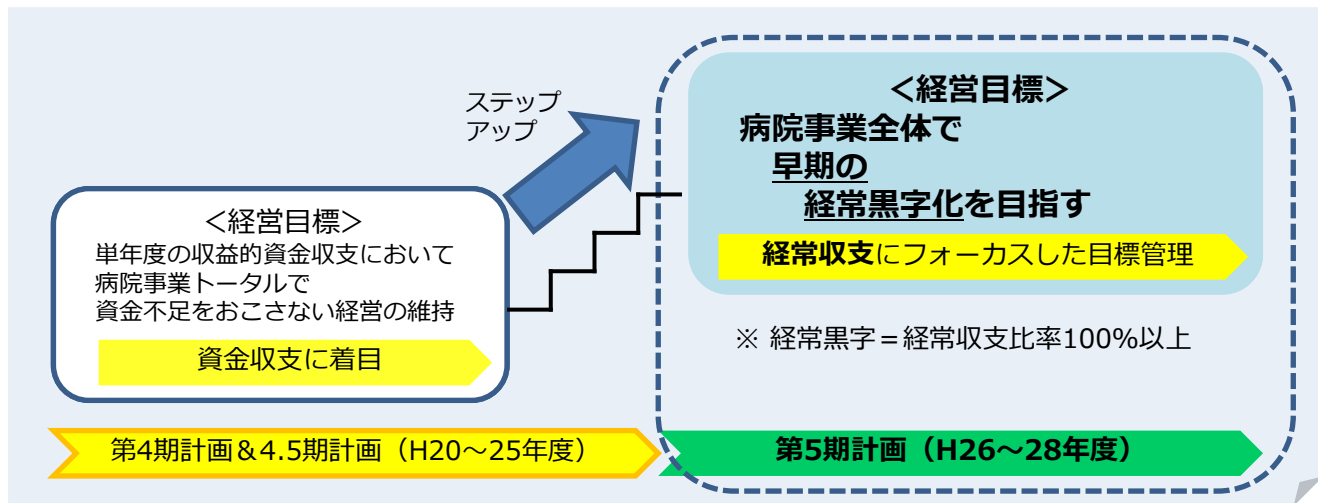 ステップ
アップ
＜経営目標＞
単年度の収益的資金収支において
病院事業トータルで
資金不足をおこさない経営の維持
資金収支に着目
＜経営目標＞
病院事業全体で
早期の
経常黒字化を目指す
経常収支にフォーカスした目標管理
※ 経常黒字＝経常収支比率100%以上
第4期計画＆4.5期計画（H20～25年度）
第5期計画（H26～28年度）